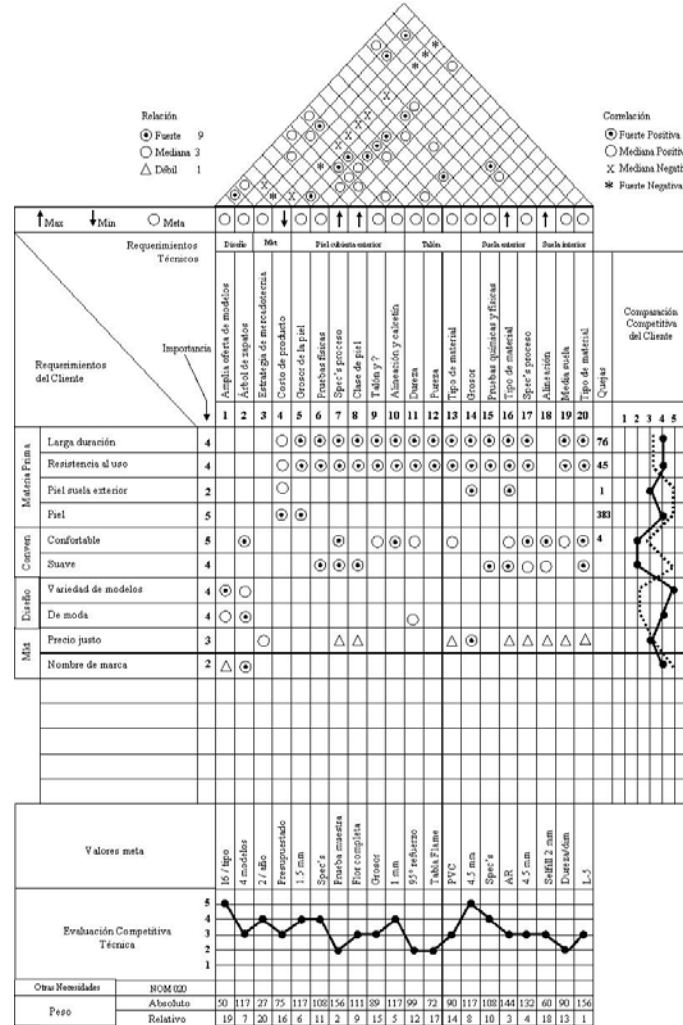 Relación
Fuerte 9
Mediana 3
Débil 1
Correlación
Fuerte Positiva
Mediana Positiv
Mediana Negativ
Fuerte Negativa
Max Min Meta
Requerimientos Técnicos
Diseño Mkt Piel cubierta exterior Talón Suela exterior Suela interior
Requerimientos del Cliente
Importancia
Amplia oferta de modelos
Árbol de zapatos
Estrategia de mercadotecnia
Costo de producto
Grosor de la piel
Pruebas físicas
Spec's proceso
Clase de piel
Talón y ?
Alineación y calcetín
Dureza
Pureza
Tipo de material
Grosor
Pruebas químicas y físicas
Tipo de material
Spec's proceso
Alineación
Media suela
Tipo de material
Quejas
Comparación Competitiva del Cliente
1 2 3 4 5 6 7 8 9 10 11 12 13 14 15 16 17 18 19 20
1 2 3 4 5
Materia Prima
Larga duración 4 76
Resistencia al uso 4 45
Piel suela exterior 2 1
Piel 5 383
Conven
Confortable 5 4
Suave 4
Diseño
Variedad de modelos 4
De moda 4
Mkt
Precio justo 3
Nombre de marca 2
Valores meta
16 / tipo
4 modelos
2 / año
Presupuestado
1.5 mm
Spec's
Prueba muestra
Flor completa
Grosor
1 mm
95° refuerzo
Tabla Flame
PVC
4.5 mm
Spec's
AR
4.5 mm
Selfill 2 mm
Dureza/dim
L-5
Evaluación Competitiva Técnica
5
4
3
2
1
Otras Necesidades NOM 020
Peso
Absoluto 50 117 27 75 117 108 156 111 89 117 99 72 90 117 108 144 132 60 90 156
Relativo 19 7 20 16 6 11 2 9 15 5 12 17 14 8 10 3 4 18 13 1